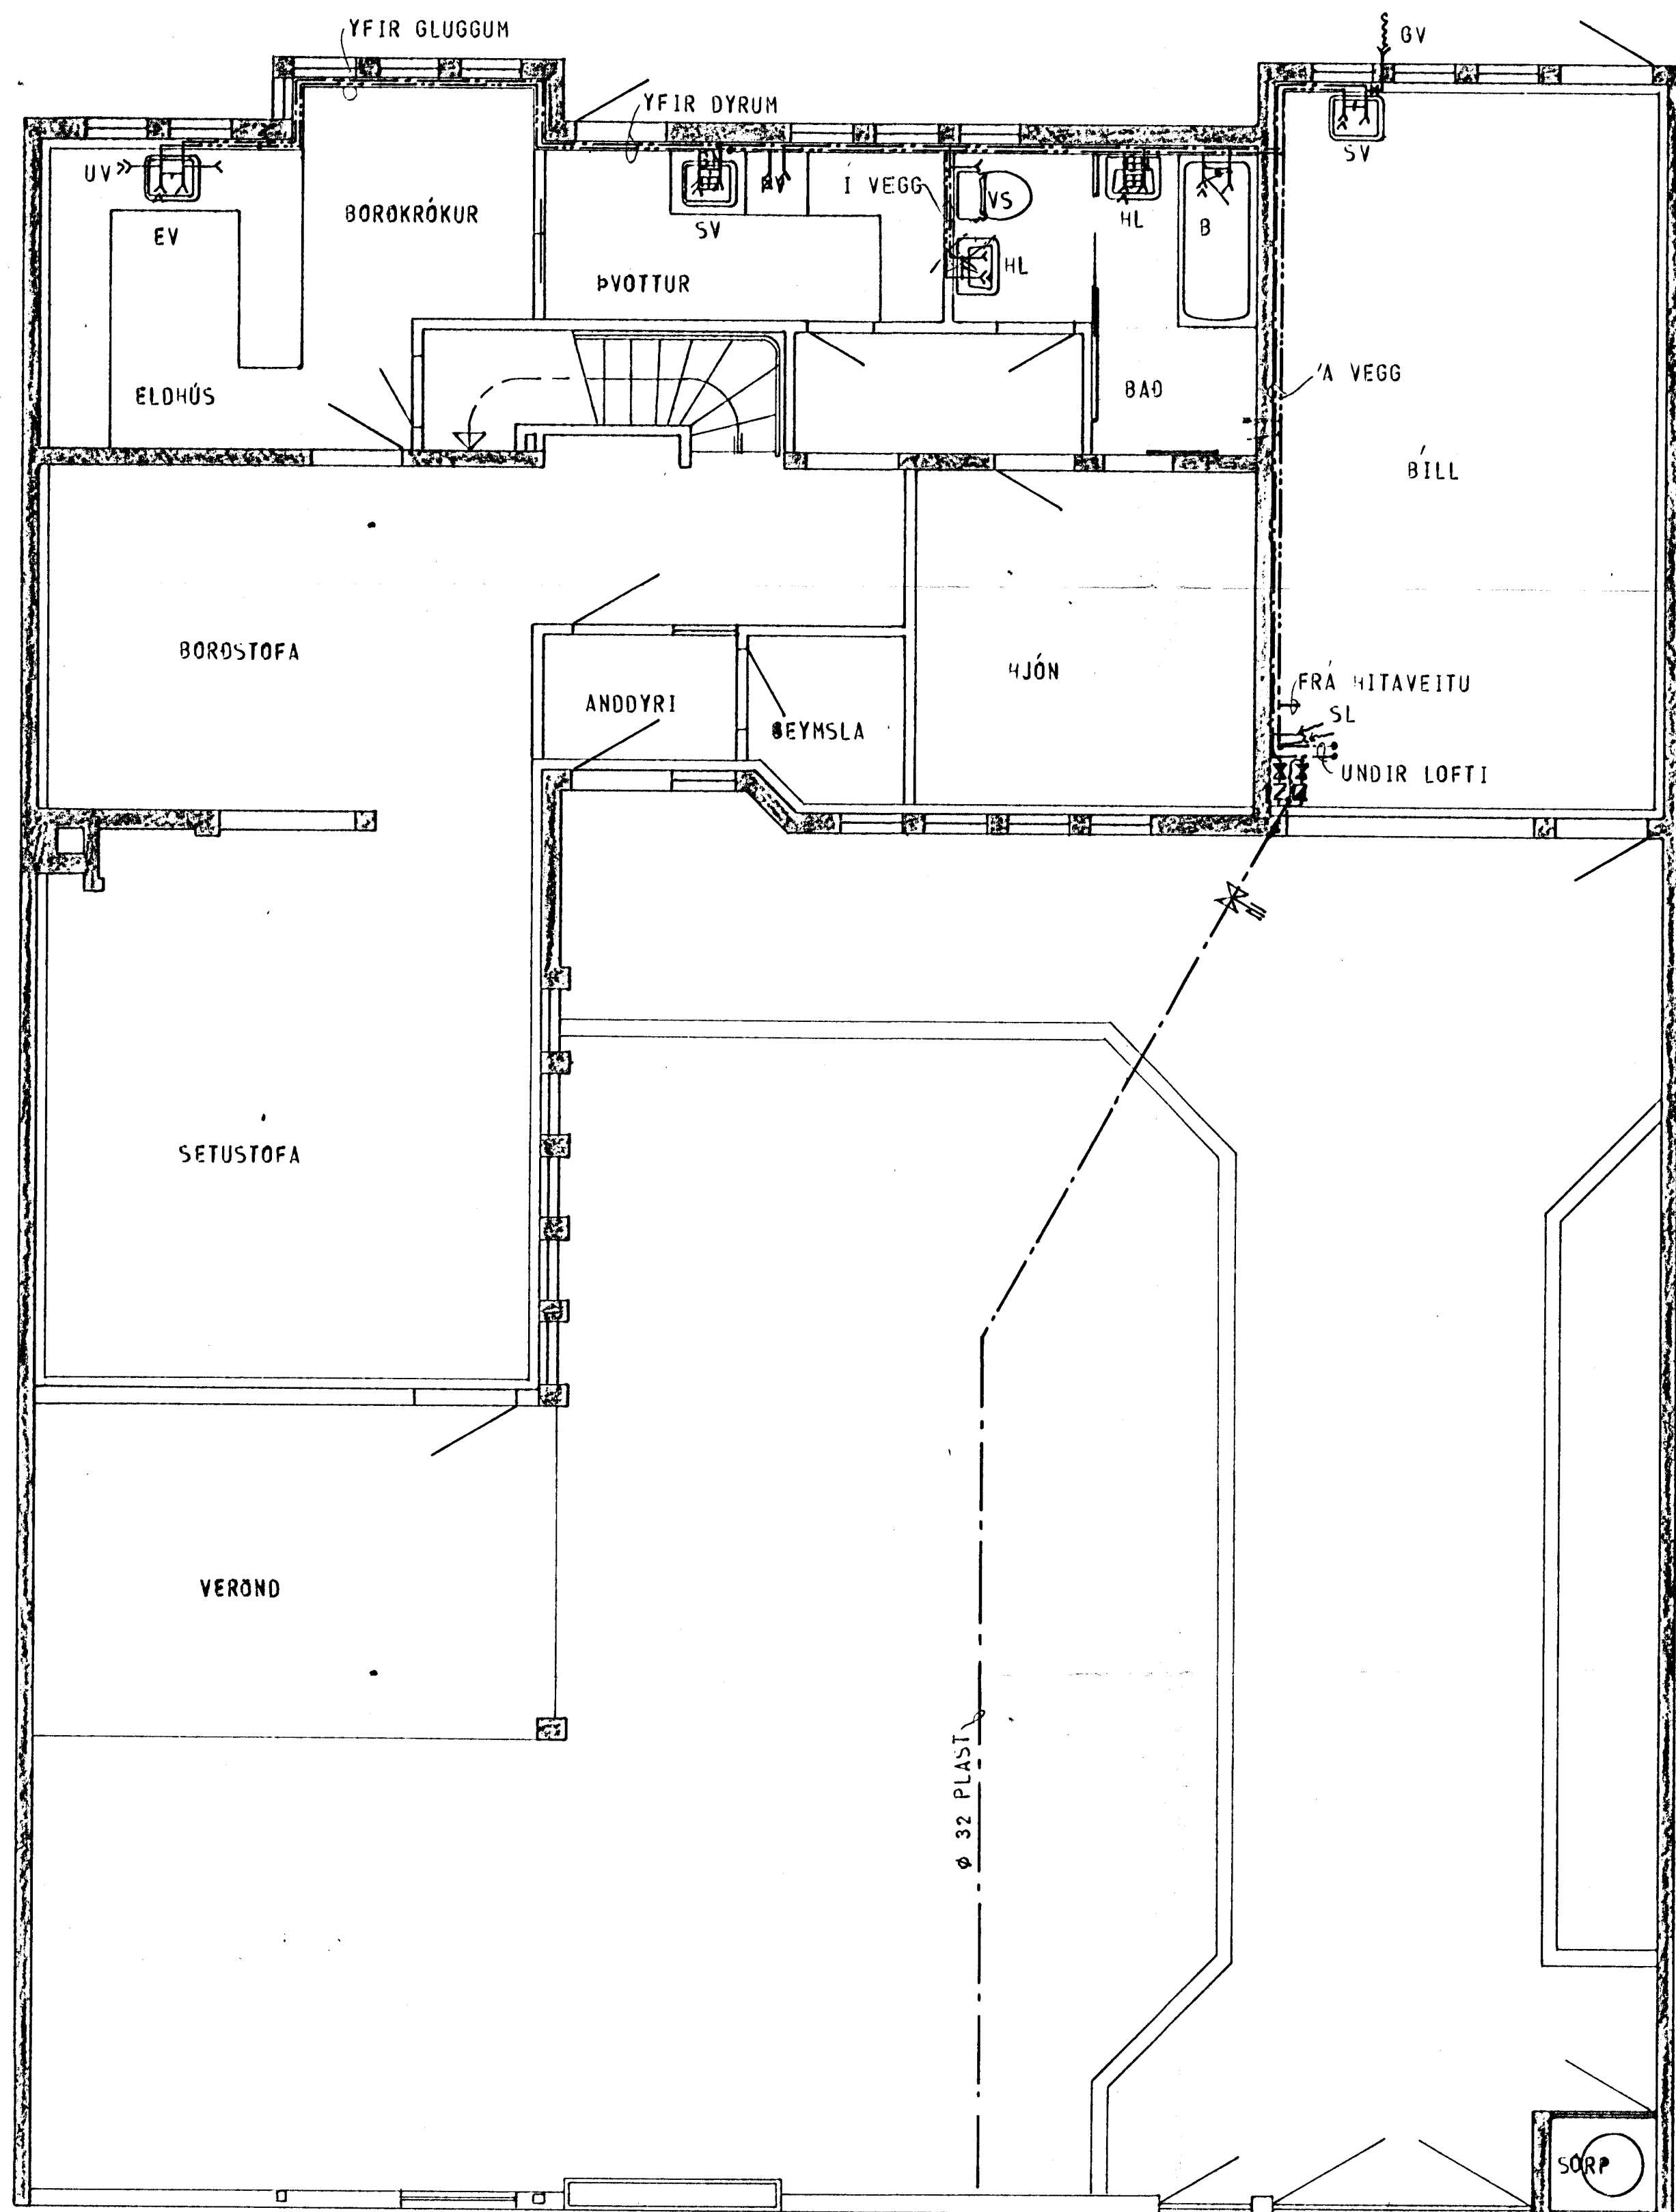 YFIR GLUGGUM
GV
YFIR DYRUM
UV
EV
BORÐKRÓKUR
SV
ÞVOTTUR
Í VEGG
VS
HL
HL
B
SV
ELDHÚS
BAÐ
Á VEGG
BÍLL
BORÐSTOFA
ANDDYRI
GEYMSLA
HJÓN
FRÁ HITAVEITU
SL
UNDIR LOFTI
SETUSTOFA
VERÖND
Ø 32 PLAST
SORP